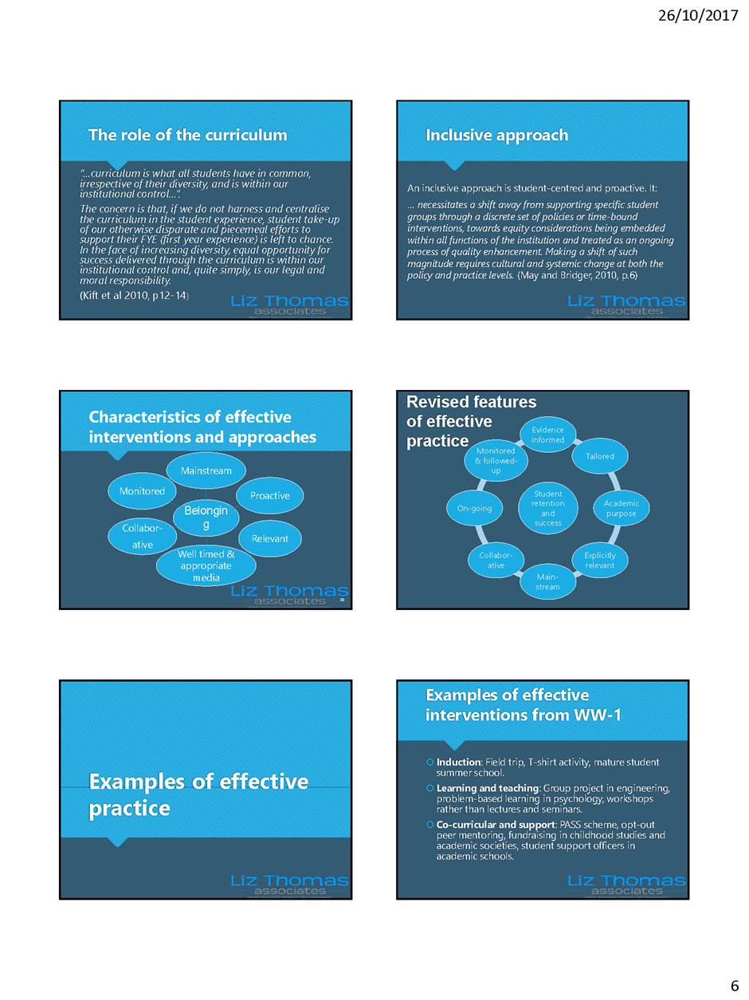 26/10/2017
The role of the curriculum
"...curriculum is what all students have in common,
irrespective of their diversity, and is within our
institutional control...".
The concern is that, if we do not harness and centralise
the curriculum in the student experience, student take-up
of our otherwise disparate and piecemeal efforts to
support their FYE (first year experience) is left to chance.
In the face of increasing diversity, equal opportunity for
success delivered through the curriculum is within our
institutional control and, quite simply, is our legal and
moral responsibility.
(Kift et al 2010, p12-14)
Liz Thomas
associates
Inclusive approach
An inclusive approach is student-centred and proactive. It:
... necessitates a shift away from supporting specific student
groups through a discrete set of policies or time-bound
interventions, towards equity considerations being embedded
within all functions of the institution and treated as an ongoing
process of quality enhancement. Making a shift of such
magnitude requires cultural and systemic change at both the
policy and practice levels. (May and Bridger, 2010, p.6)
Liz Thomas
associates
Characteristics of effective
interventions and approaches
Mainstream
Proactive
Relevant
Well timed &
appropriate
media
Collabor-
ative
Monitored
Belongin
g
Liz Thomas
associates
Revised features
of effective
practice
Evidence
informed
Tailored
Academic
purpose
Explicitly
relevant
Main-
stream
Collabor-
ative
On-going
Monitored
& followed-
up
Student
retention
and
success
Examples of effective
practice
Liz Thomas
associates
Examples of effective
interventions from WW-1
Induction: Field trip, T-shirt activity, mature student
summer school.
Learning and teaching: Group project in engineering,
problem-based learning in psychology, workshops
rather than lectures and seminars.
Co-curricular and support: PASS scheme, opt-out
peer mentoring, fundraising in childhood studies and
academic societies, student support officers in
academic schools.
Liz Thomas
associates
6